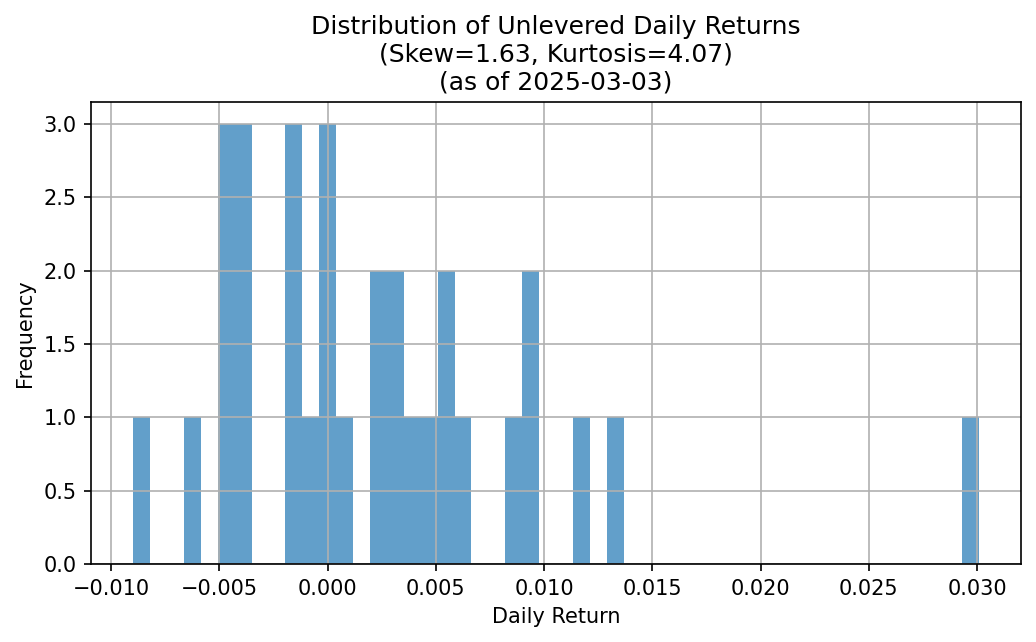 Distribution of Unlevered Daily Returns
(Skew=1.63, Kurtosis=4.07)
(as of 2025-03-03)
Frequency
3.0
2.5
2.0
1.5
1.0
0.5
0.0
−0.010 −0.005 0.000 0.005 0.010 0.015 0.020 0.025 0.030
Daily Return